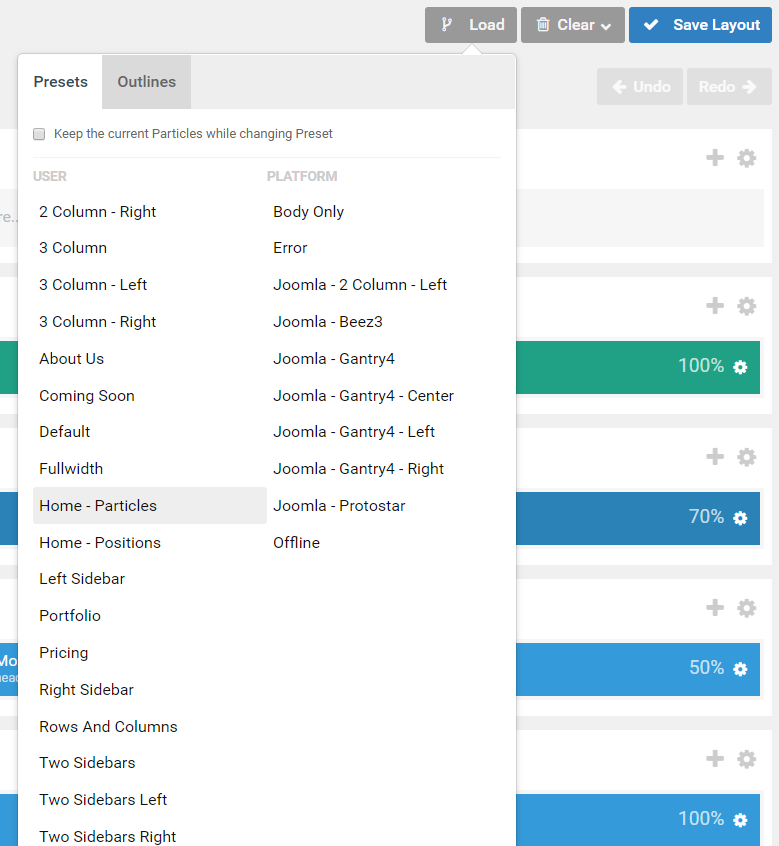 Load
Clear
Save Layout
Presets
Outlines
Undo
Redo
Keep the current Particles while changing Preset
USER
2 Column - Right
3 Column
3 Column - Left
3 Column - Right
About Us
Coming Soon
Default
Fullwidth
Home - Particles
Home - Positions
Left Sidebar
Portfolio
Pricing
Right Sidebar
Rows And Columns
Two Sidebars
Two Sidebars Left
Two Sidebars Right
PLATFORM
Body Only
Error
Joomla - 2 Column - Left
Joomla - Beez3
Joomla - Gantry4
Joomla - Gantry4 - Center
Joomla - Gantry4 - Left
Joomla - Gantry4 - Right
Joomla - Protostar
Offline
re...
100%
70%
Mo
head
50%
100%